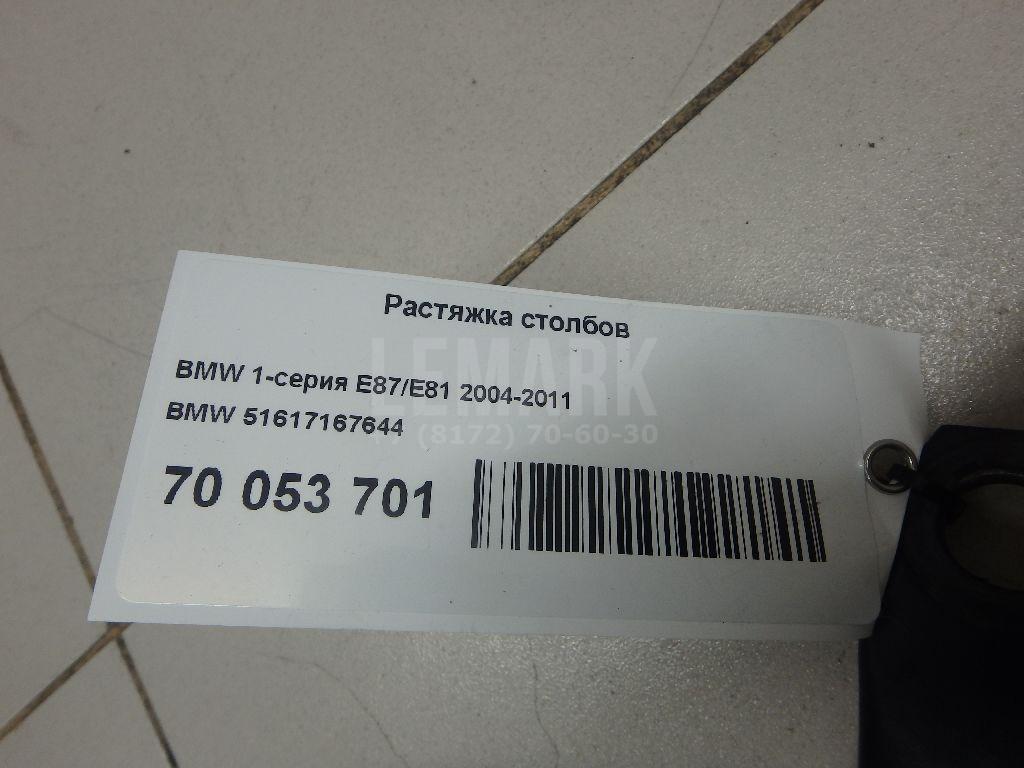 Растяжка столбов
BMW 1-серия E87/E81 2004-2011
BMW 51617167644
70 053 701
LEMARK
(8172) 70-60-30